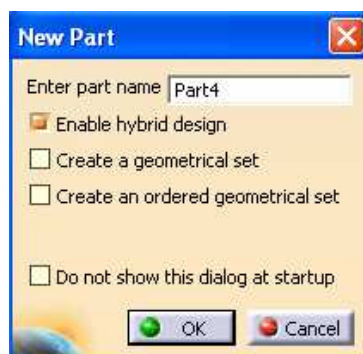 New Part
Enter part name Part4
Enable hybrid design
Create a geometrical set
Create an ordered geometrical set
Do not show this dialog at startup
OK Cancel